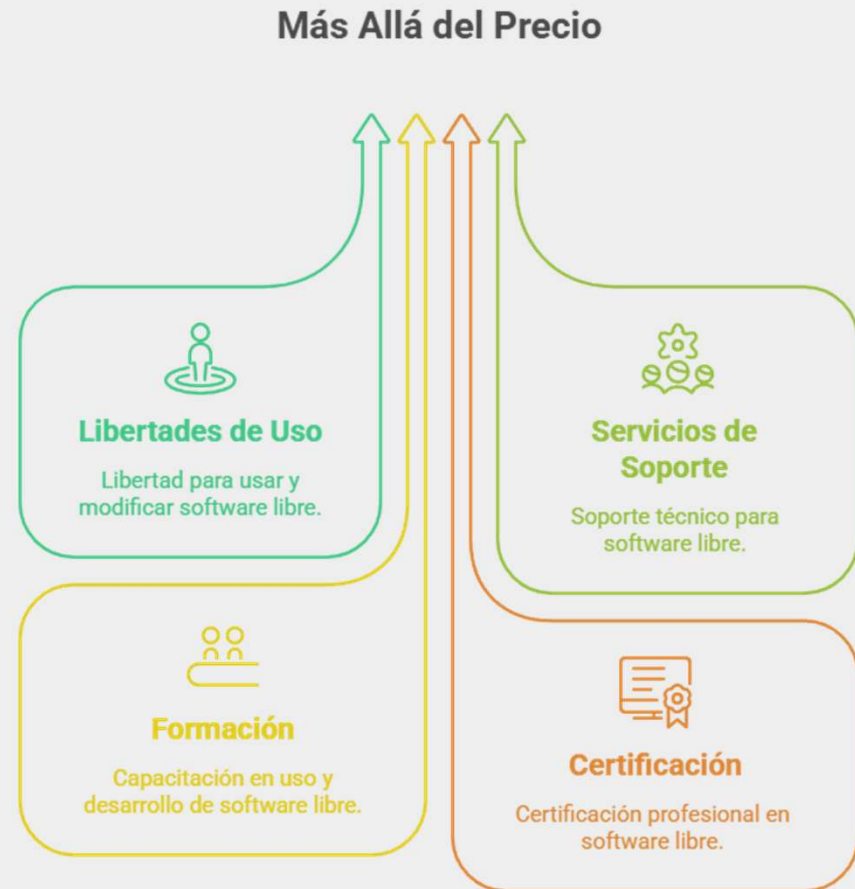 Más Allá del Precio
Libertades de Uso
Libertad para usar y
modificar software libre.
Servicios de
Soporte
Soporte técnico para
software libre.
Formación
Capacitación en uso y
desarrollo de software libre.
Certificación
Certificación profesional en
software libre.